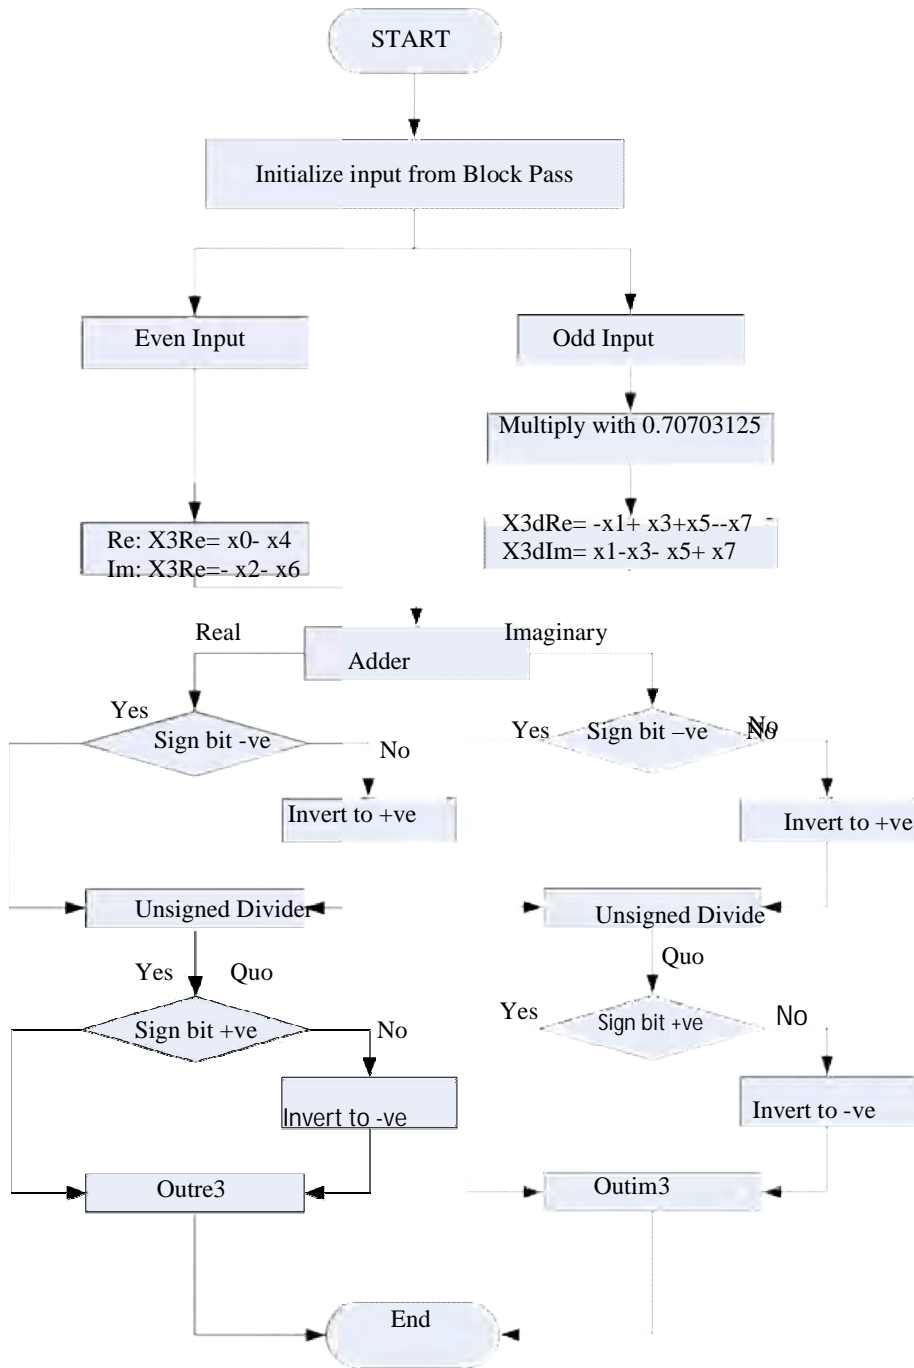 START
Initialize input from Block Pass
Even Input
Odd Input
Multiply with 0.70703125
Re: X3Re= x0- x4
Im: X3Re=- x2- x6
X3dRe= -x1+ x3+x5--x7
X3dIm= x1-x3- x5+ x7
Real
Imaginary
Adder
Yes
Sign bit -ve
No
Yes
Sign bit –ve
No
No
Invert to +ve
Invert to +ve
Unsigned Divider
Unsigned Divide
Yes
Quo
Quo
Sign bit +ve
No
Yes
Sign bit +ve
No
Invert to -ve
Invert to -ve
Outre3
Outim3
End